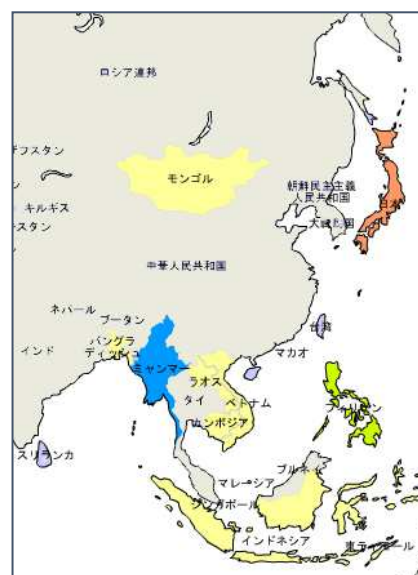 ロシア連邦
モンゴル
朝鮮民主主義
人民共和国
大韓民国
日本
キルギス
中華人民共和国
ネパール
ブータン
台湾
インド
バングラ
ディッシュ
マカオ
ミャンマー
ラオス
タイ
ベトナム
カンボジア
フィリピン
スリランカ
ブルネイ
マレーシア
シンガポール
インドネシア
東ティモール